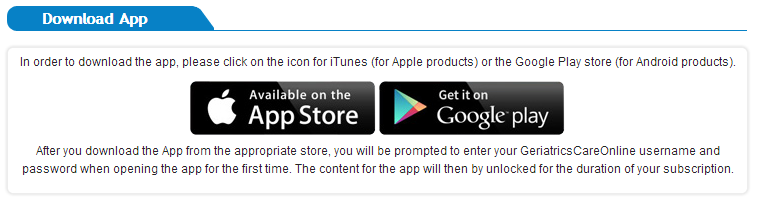 Download App
In order to download the app, please click on the icon for iTunes (for Apple products) or the Google Play store (for Android products).
Available on the
App Store
Get it on
Google play
After you download the App from the appropriate store, you will be prompted to enter your GeriatricsCareOnline username and
password when opening the app for the first time. The content for the app will then by unlocked for the duration of your subscription.